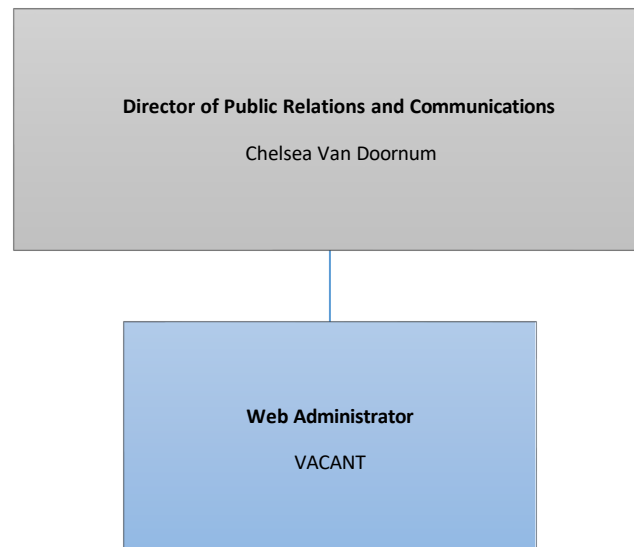 Director of Public Relations and Communications
Chelsea Van Doornum
Web Administrator
VACANT